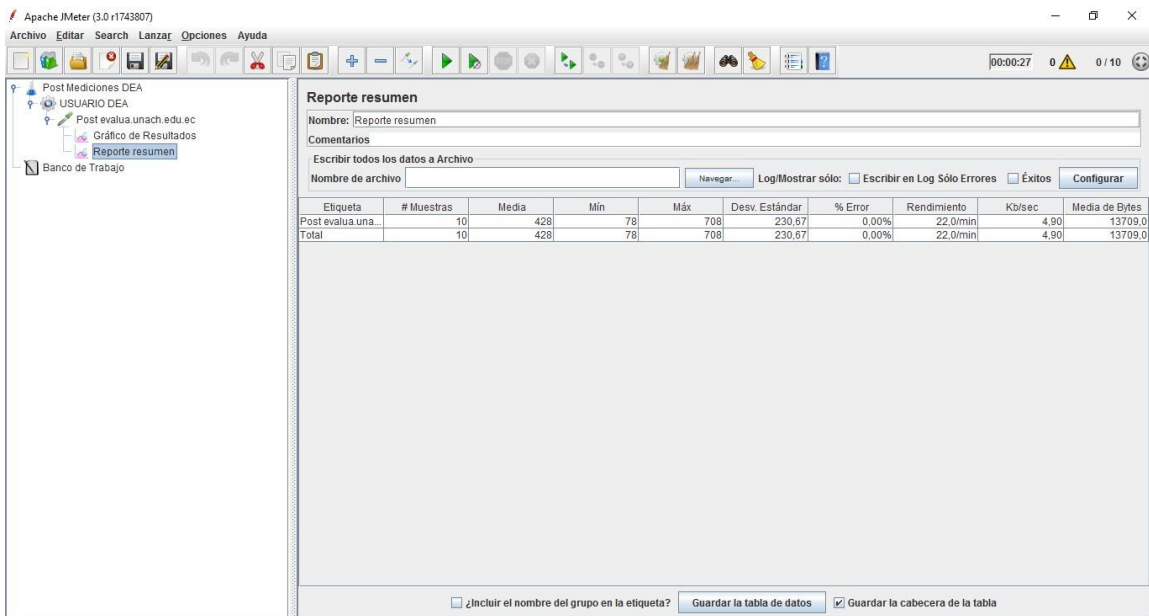 Apache JMeter (3.0 r1743807)
Archivo Editar Search Lanzar Opciones Ayuda
00:00:27 0 0 / 10
Post Mediciones DEA
USUARIO DEA
Post evalua.unach.edu.ec
Gráfico de Resultados
Reporte resumen
Banco de Trabajo
Reporte resumen
Nombre: Reporte resumen
Comentarios
Escribir todos los datos a Archivo
Nombre de archivo Navegar... Log/Mostrar sólo: Escribir en Log Sólo Errores Éxitos Configurar
Etiqueta # Muestras Media Mín Máx Desv. Estándar % Error Rendimiento Kb/sec Media de Bytes
Post evalua.una... 10 428 78 708 230,67 0,00% 22,0/min 4,90 13709,0
Total 10 428 78 708 230,67 0,00% 22,0/min 4,90 13709,0
¿Incluir el nombre del grupo en la etiqueta? Guardar la tabla de datos Guardar la cabecera de la tabla